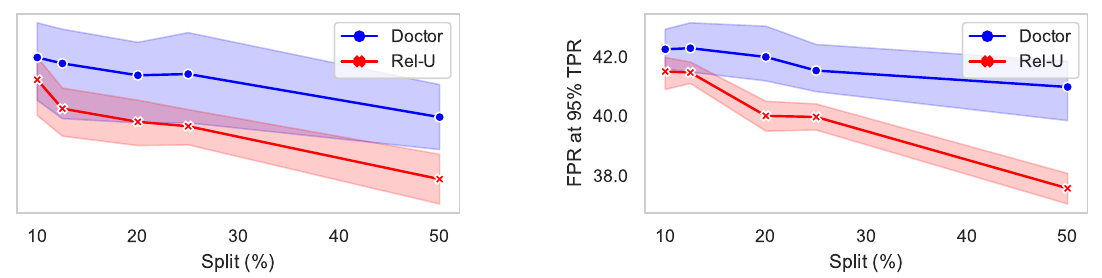 Doctor
Rel-U
10 20 30 40 50
Split (%)
FPR at 95% TPR
42.0
40.0
38.0
Doctor
Rel-U
10 20 30 40 50
Split (%)